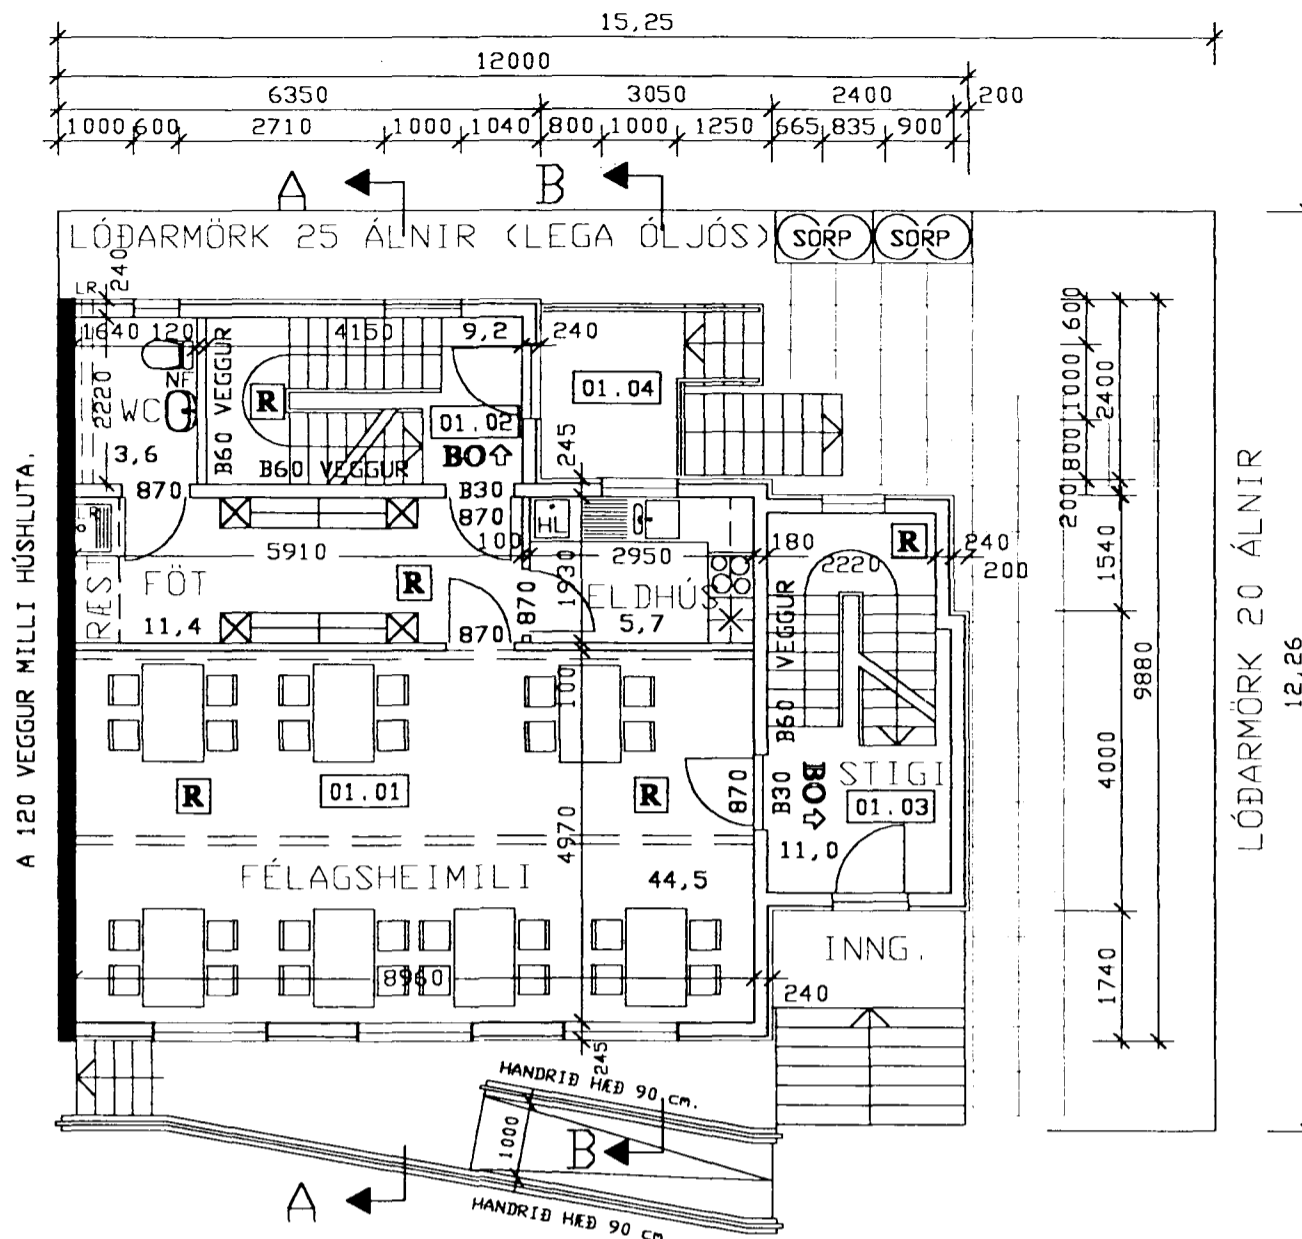 15,25
12000
6350 3050 2400 200
1000 600 2710 1000 1040 800 1000 1250 665 835 900
A B
LÓÐARMÖRK 25 ÁLNIR (LEGA ÓLJÓS) SORP SORP
240
LR
1640 120 4150 9,2 240
600
NF
R
01.04
WC
2220
B60 VEGGUR
01.02
1000
2400
3,6
B60 VEGGUR
BO
245
800
870
B30
200
LR
870
HL
R
100
5910
2950
180
2220
240
200
1540
FÖT
R
1930
ELDHÚS
RÆST
11,4
870
870
5,7
B60 VEGGUR
A 120 VEGGUR MILLI HÚSHLUTA.
LÓÐARMÖRK 20 ÁLNIR
12,26
9880
100
4000
R
01.01
R
870
B30
BO
STIGI
01.03
4970
11,0
FÉLAGSHEIMILI
44,5
INNG.
8960
240
1740
245
HANDRIÐ HÆÐ 90 cm.
1000
B
A
HANDRIÐ HÆÐ 90 cm